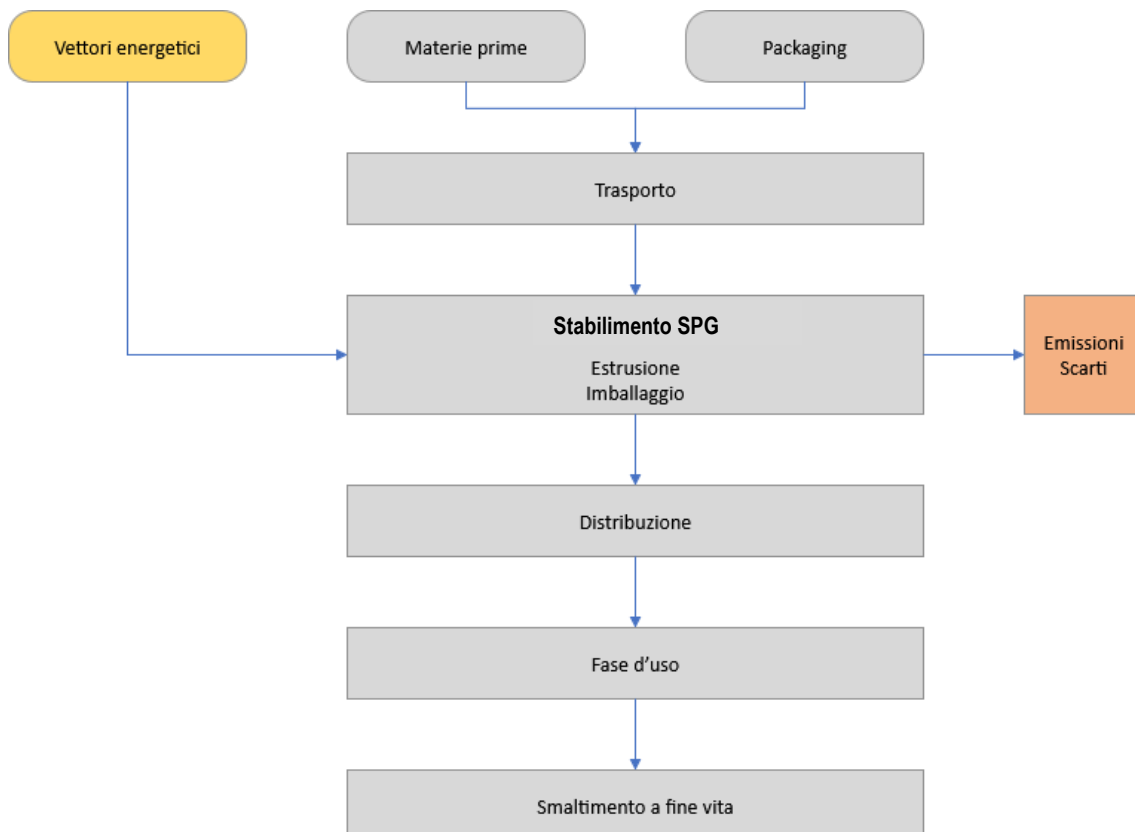 Vettori energetici
Materie prime
Packaging
Trasporto
Stabilimento SPG
Estrusione
Imballaggio
Emissioni
Scarti
Distribuzione
Fase d’uso
Smaltimento a fine vita